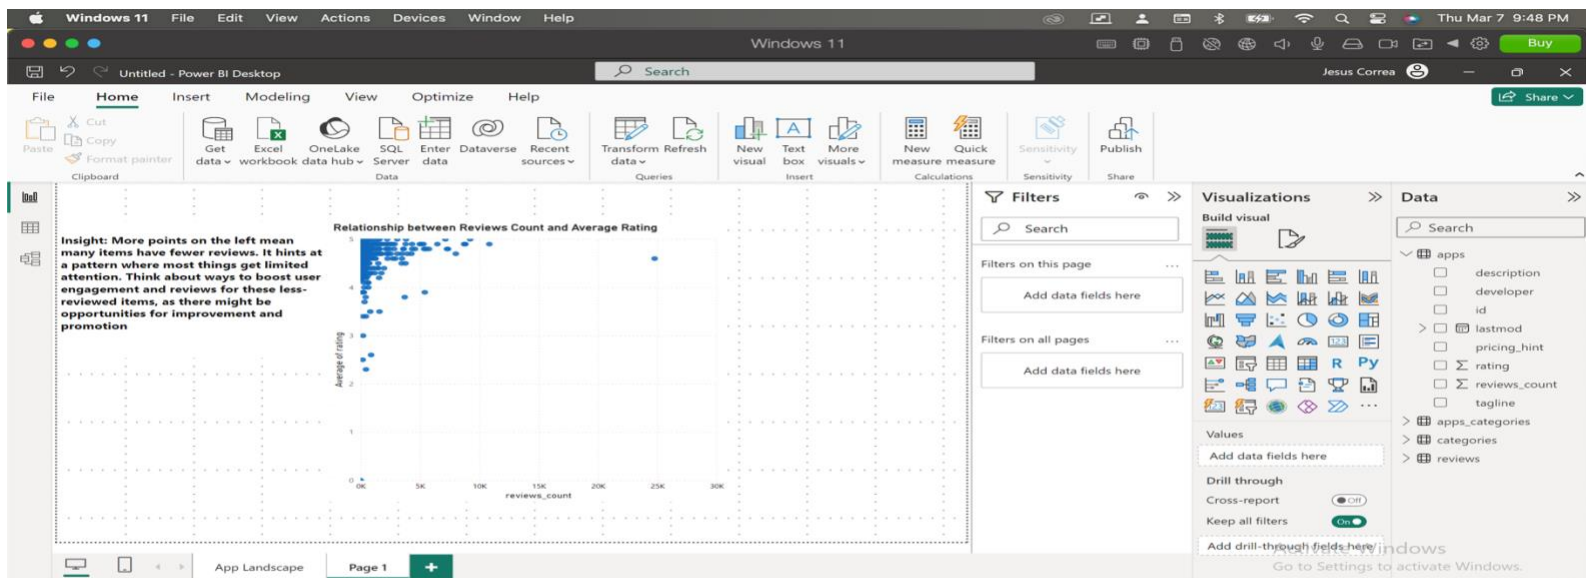 Windows 11 File Edit View Actions Devices Window Help Thu Mar 7 9:48 PM
Windows 11 Buy
Untitled - Power BI Desktop Search Jesus Correa
File Home Insert Modeling View Optimize Help Share
Paste Cut
Copy
Format painter
Get data Excel workbook OneLake data hub SQL Server Enter data Dataverse Recent sources Transform data Refresh New visual Text box More visuals New measure Quick measure Sensitivity Publish
Clipboard Data Queries Insert Calculations Sensitivity Share
Insight: More points on the left mean
many items have fewer reviews. It hints at
a pattern where most things get limited
attention. Think about ways to boost user
engagement and reviews for these less-
reviewed items, as there might be
opportunities for improvement and
promotion
Relationship between Reviews Count and Average Rating
Average of rating
5
4
3
2
1
0
0K 5K 10K 15K 20K 25K 30K
reviews_count
Filters
Search
Filters on this page
Add data fields here
Filters on all pages
Add data fields here
Visualizations
Build visual
123
R Py
Values
Add data fields here
Drill through
Cross-report Off
Keep all filters On
Add drill-through fields here
Data
Search
apps
description
developer
id
lastmod
pricing_hint
∑ rating
∑ reviews_count
tagline
apps_categories
categories
reviews
Activate Windows
Go to Settings to activate Windows.
App Landscape Page 1 +